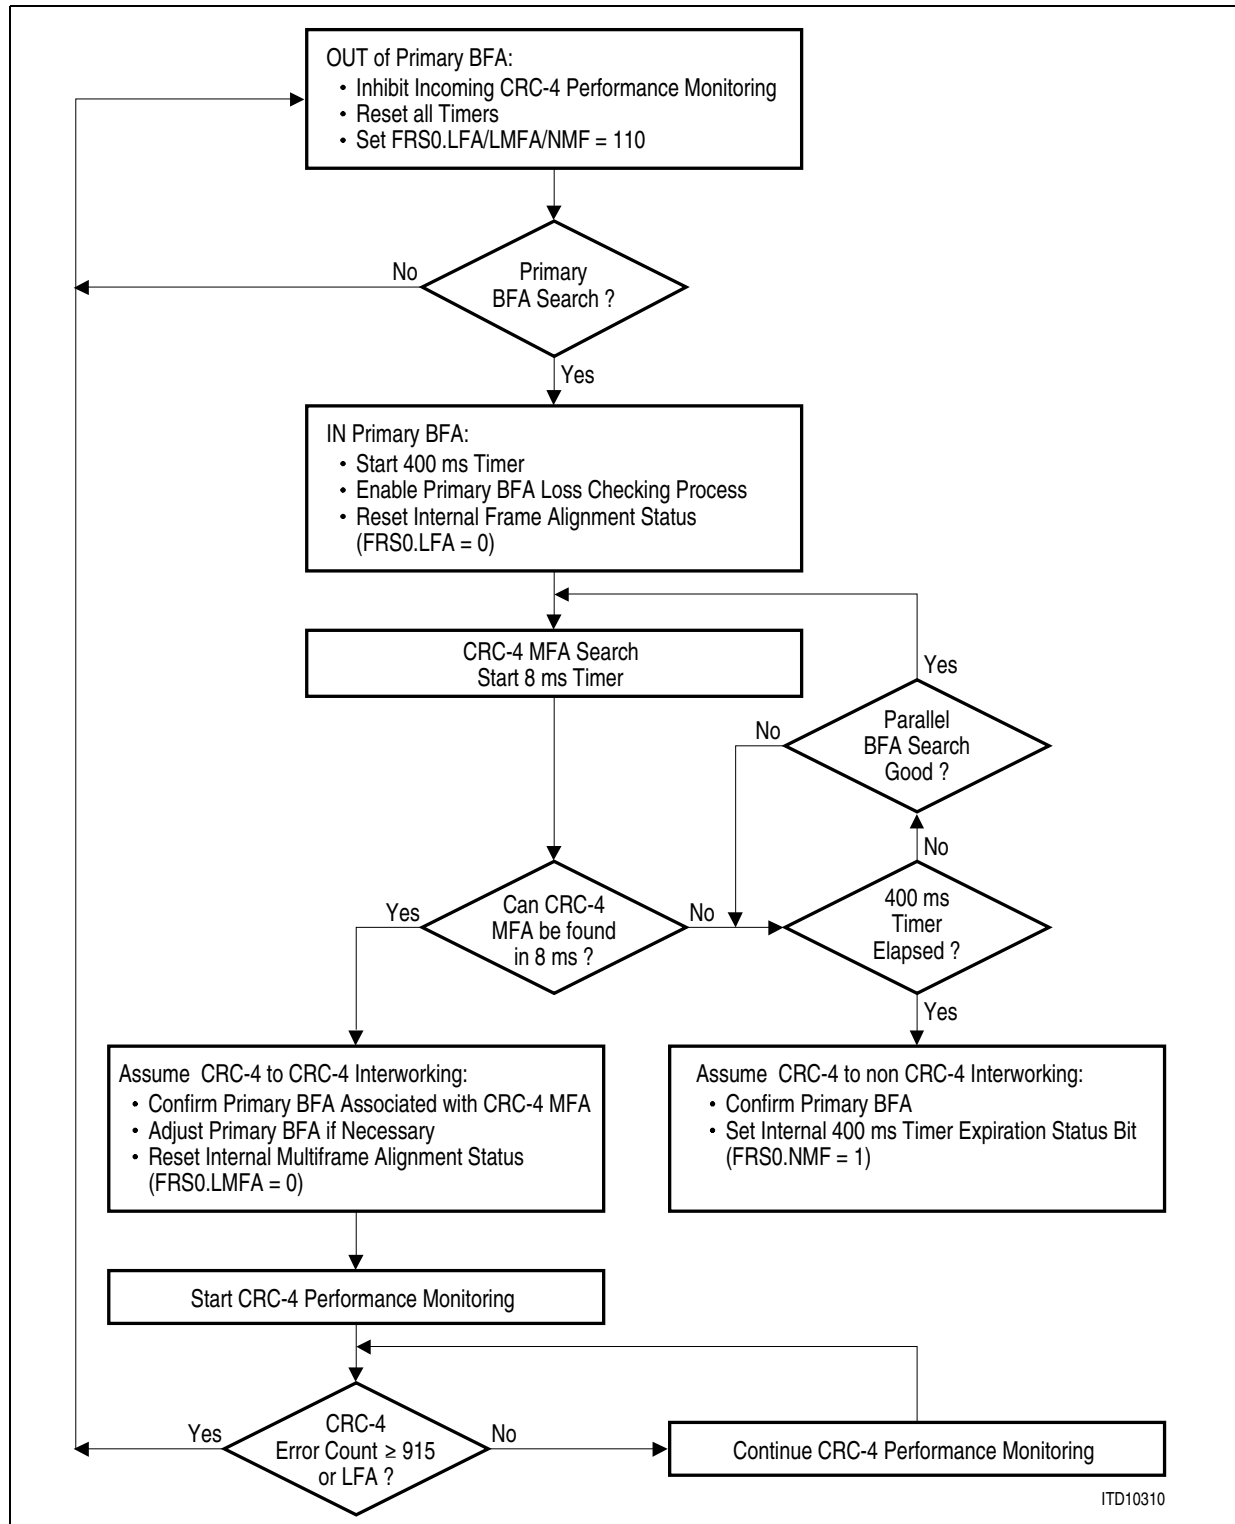 OUT of Primary BFA:
• Inhibit Incoming CRC-4 Performance Monitoring
• Reset all Timers
• Set FRS0.LFA/LMFA/NMF = 110
No
Primary
BFA Search ?
Yes
IN Primary BFA:
• Start 400 ms Timer
• Enable Primary BFA Loss Checking Process
• Reset Internal Frame Alignment Status
(FRS0.LFA = 0)
CRC-4 MFA Search
Start 8 ms Timer
Yes
No
Parallel
BFA Search
Good ?
No
Yes
Can CRC-4
MFA be found
in 8 ms ?
No
400 ms
Timer
Elapsed ?
Yes
Assume CRC-4 to CRC-4 Interworking:
• Confirm Primary BFA Associated with CRC-4 MFA
• Adjust Primary BFA if Necessary
• Reset Internal Multiframe Alignment Status
(FRS0.LMFA = 0)
Assume CRC-4 to non CRC-4 Interworking:
• Confirm Primary BFA
• Set Internal 400 ms Timer Expiration Status Bit
(FRS0.NMF = 1)
Start CRC-4 Performance Monitoring
Yes
CRC-4
Error Count ≥ 915
or LFA ?
No
Continue CRC-4 Performance Monitoring
ITD10310